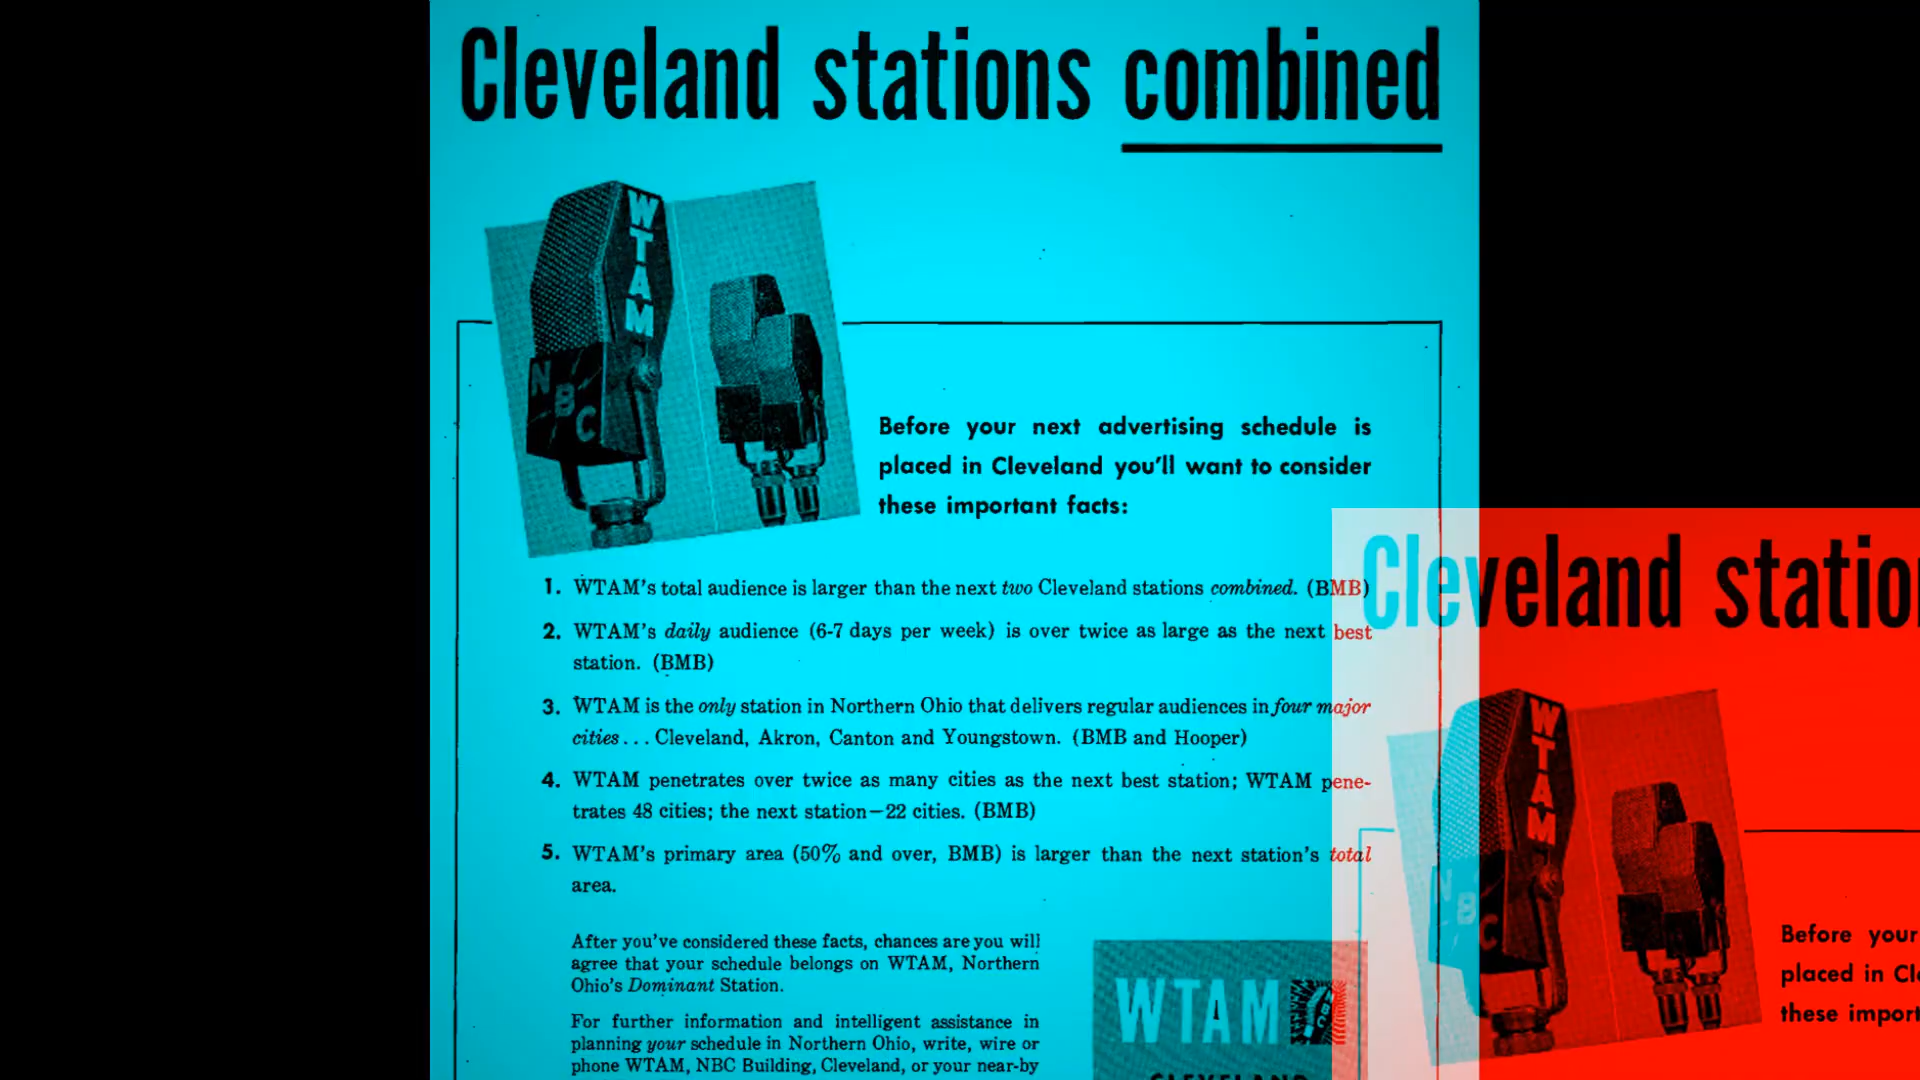 Cleveland stations combined
WTAM
NBC
Before your next advertising schedule is
placed in Cleveland you'll want to consider
these important facts:
1. WTAM's total audience is larger than the next two Cleveland stations combined. (BMB)
2. WTAM's daily audience (6-7 days per week) is over twice as large as the next best
station. (BMB)
3. WTAM is the only station in Northern Ohio that delivers regular audiences in four major
cities... Cleveland, Akron, Canton and Youngstown. (BMB and Hooper)
4. WTAM penetrates over twice as many cities as the next best station; WTAM pene-
trates 48 cities; the next station—22 cities. (BMB)
5. WTAM's primary area (50% and over, BMB) is larger than the next station's total
area.
After you've considered these facts, chances are you will
agree that your schedule belongs on WTAM, Northern
Ohio's Dominant Station.
For further information and intelligent assistance in
planning your schedule in Northern Ohio, write, wire or
phone WTAM, NBC Building, Cleveland, or your near-by
WTAM
CLEVELAND
Cleveland statio
WTAM
NBC
Before your
placed in Cl
these import